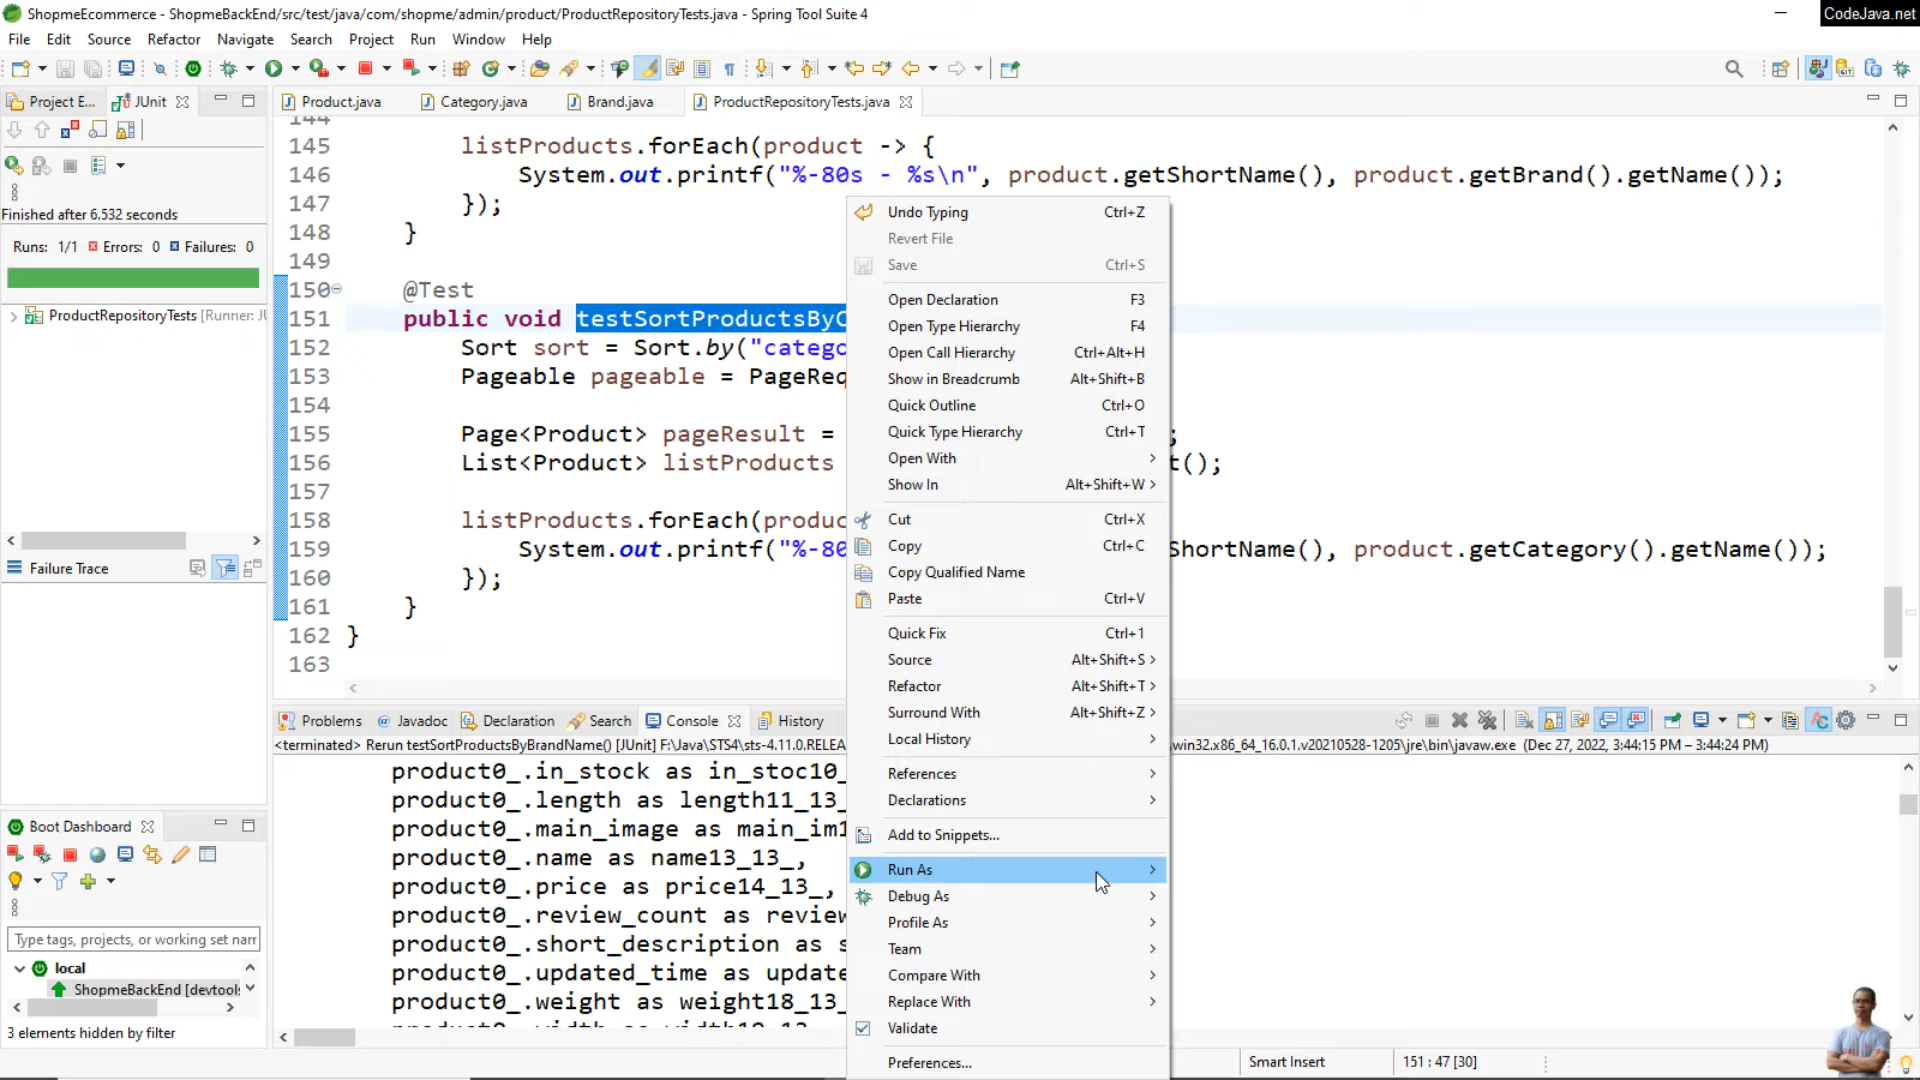 ShopmeEcommerce - ShopmeBackEnd/src/test/java/com/shopme/admin/product/ProductRepositoryTests.java - Spring Tool Suite 4
CodeJava.net
File Edit Source Refactor Navigate Search Project Run Window Help
Project E... JUnit
Product.java Category.java Brand.java ProductRepositoryTests.java
Finished after 6.532 seconds
Runs: 1/1 Errors: 0 Failures: 0
ProductRepositoryTests [Runner: JU
Failure Trace
144
145 listProducts.forEach(product -> {
146 System.out.printf("%-80s - %s\n", product.getShortName(), product.getBrand().getName());
147 });
148 }
149
150 @Test
151 public void testSortProductsByC
152 Sort sort = Sort.by("catego
153 Pageable pageable = PageReq
154
155 Page<Product> pageResult = ;
156 List<Product> listProducts t();
157
158 listProducts.forEach(produc
159 System.out.printf("%-80 ShortName(), product.getCategory().getName());
160 });
161 }
162 }
163
Undo Typing Ctrl+Z
Revert File
Save Ctrl+S
Open Declaration F3
Open Type Hierarchy F4
Open Call Hierarchy Ctrl+Alt+H
Show in Breadcrumb Alt+Shift+B
Quick Outline Ctrl+O
Quick Type Hierarchy Ctrl+T
Open With
Show In Alt+Shift+W
Cut Ctrl+X
Copy Ctrl+C
Copy Qualified Name
Paste Ctrl+V
Quick Fix Ctrl+1
Source Alt+Shift+S
Refactor Alt+Shift+T
Surround With Alt+Shift+Z
Local History
References
Declarations
Add to Snippets...
Run As
Debug As
Profile As
Team
Compare With
Replace With
Validate
Preferences...
Problems Javadoc Declaration Search Console History
<terminated> Rerun testSortProductsByBrandName() [JUnit] F:\Java\STS4\sts-4.11.0.RELEA win32.x86_64_16.0.1.v20210528-1205\jre\bin\javaw.exe (Dec 27, 2022, 3:44:15 PM – 3:44:24 PM)
product0_.in_stock as in_stoc10_
product0_.length as length11_13_
product0_.main_image as main_im1
product0_.name as name13_13_,
product0_.price as price14_13_,
product0_.review_count as review
product0_.short_description as s
product0_.updated_time as update
product0_.weight as weight18_13_
Boot Dashboard
Type tags, projects, or working set nam
local
ShopmeBackEnd [devtools
3 elements hidden by filter
Smart Insert 151 : 47 [30]